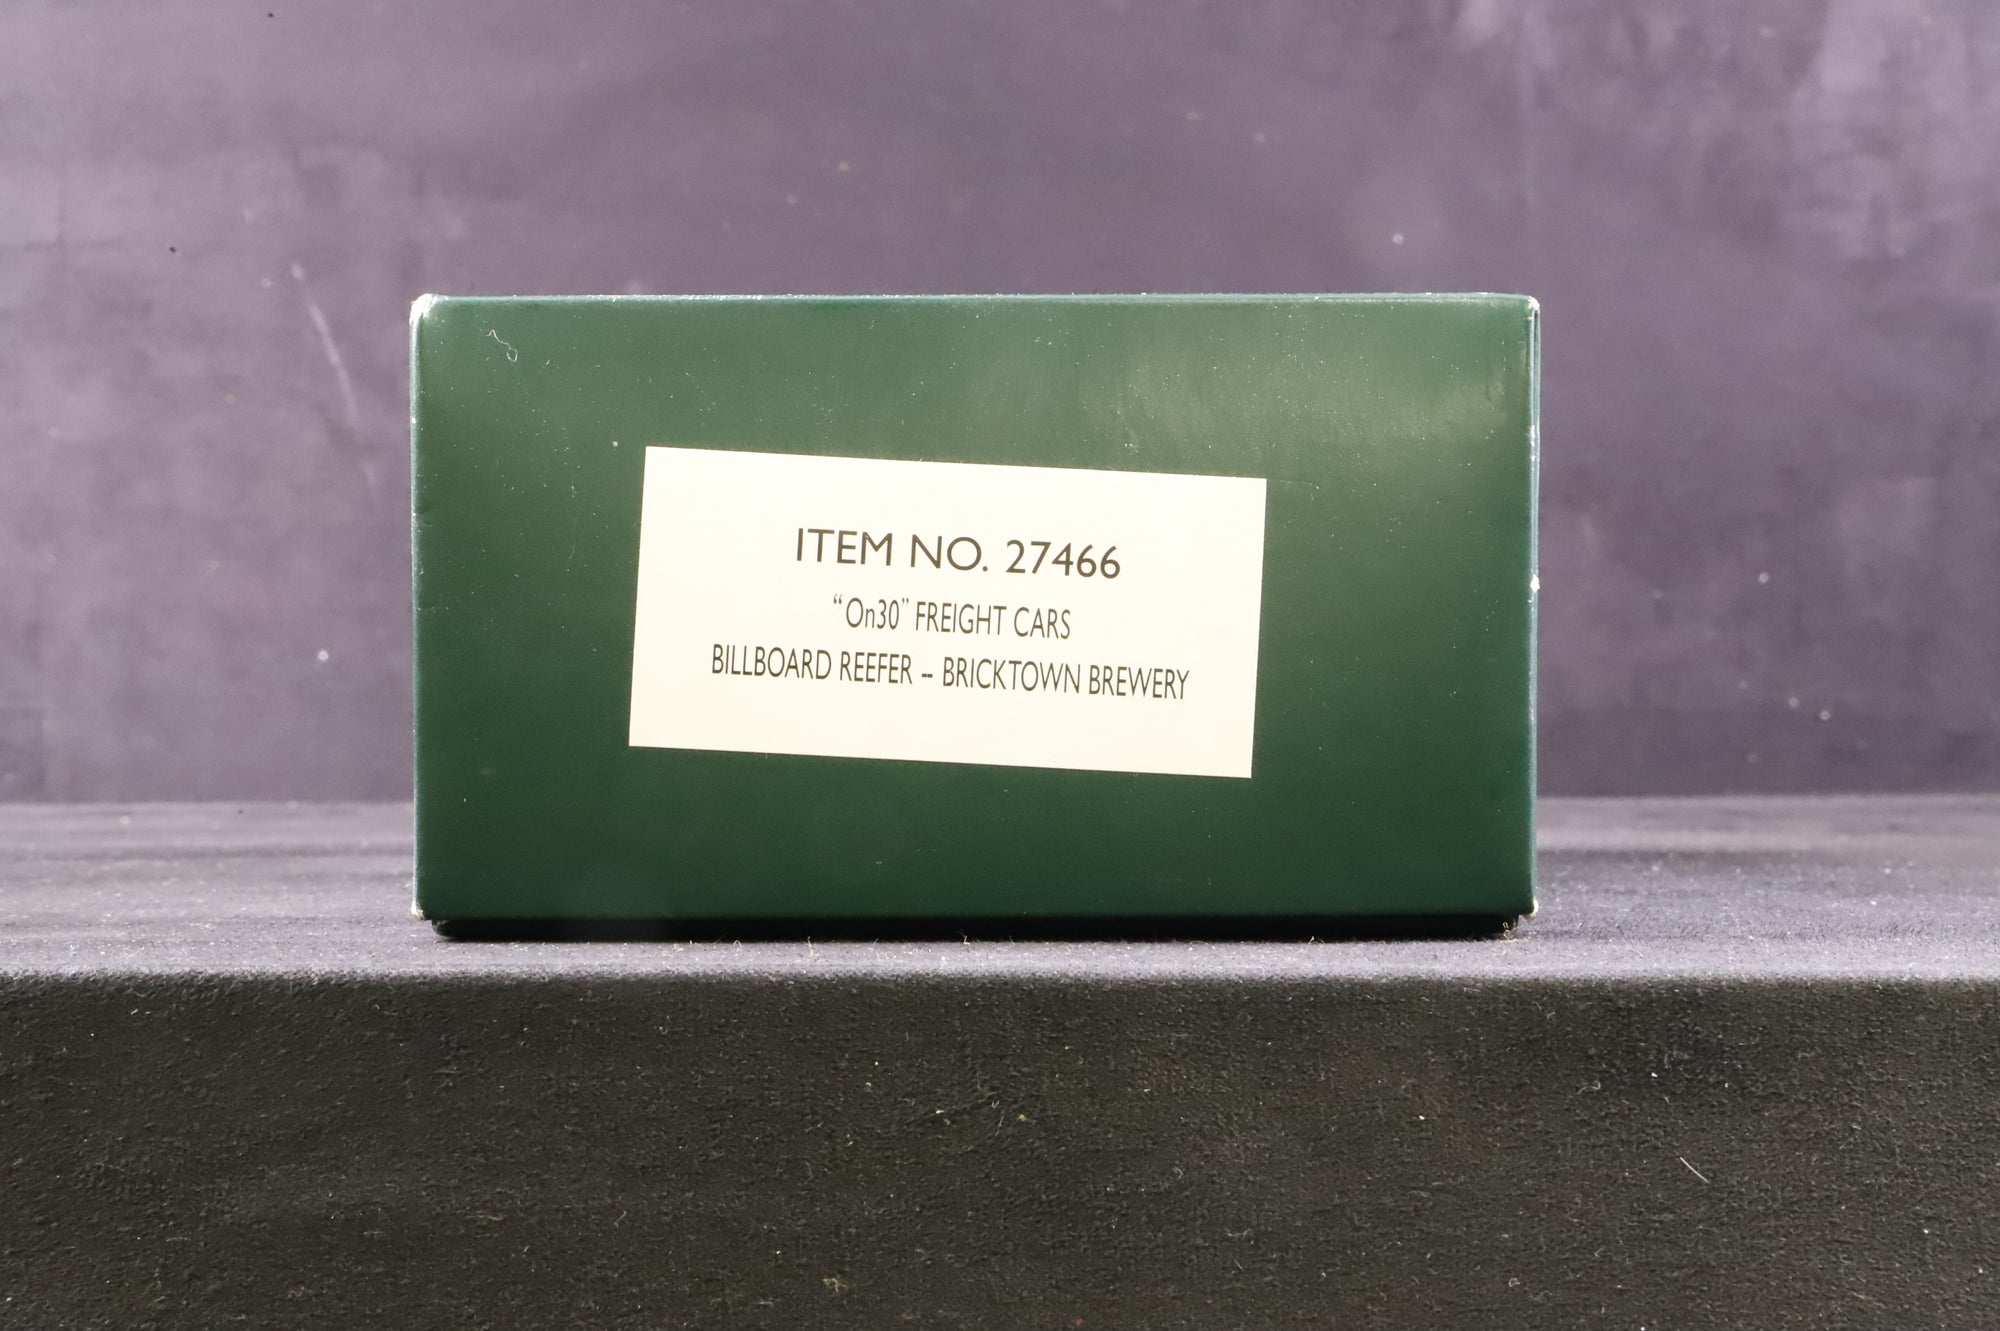 ITEM NO. 27466
“On30” FREIGHT CARS
BILLBOARD REEFER – BRICKTOWN BREWERY